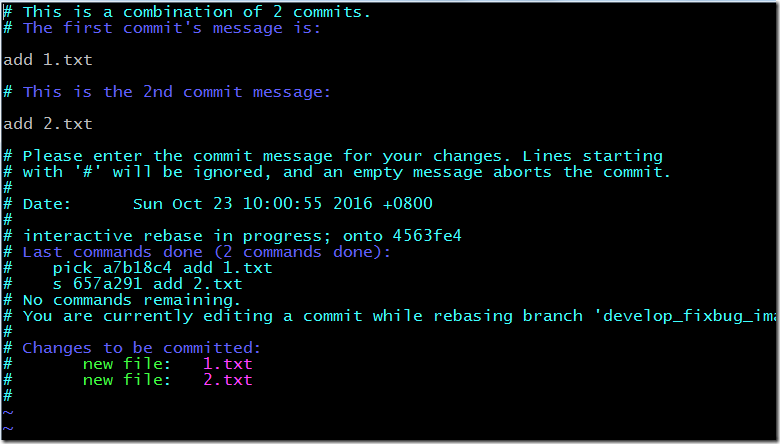 # This is a combination of 2 commits.
# The first commit's message is:
add 1.txt
# This is the 2nd commit message:
add 2.txt
# Please enter the commit message for your changes. Lines starting
# with '#' will be ignored, and an empty message aborts the commit.
#
# Date:      Sun Oct 23 10:00:55 2016 +0800
#
# interactive rebase in progress; onto 4563fe4
# Last commands done (2 commands done):
#    pick a7b18c4 add 1.txt
#    s 657a291 add 2.txt
# No commands remaining.
# You are currently editing a commit while rebasing branch 'develop_fixbug_ima
#
# Changes to be committed:
#       new file:   1.txt
#       new file:   2.txt
#
~
~